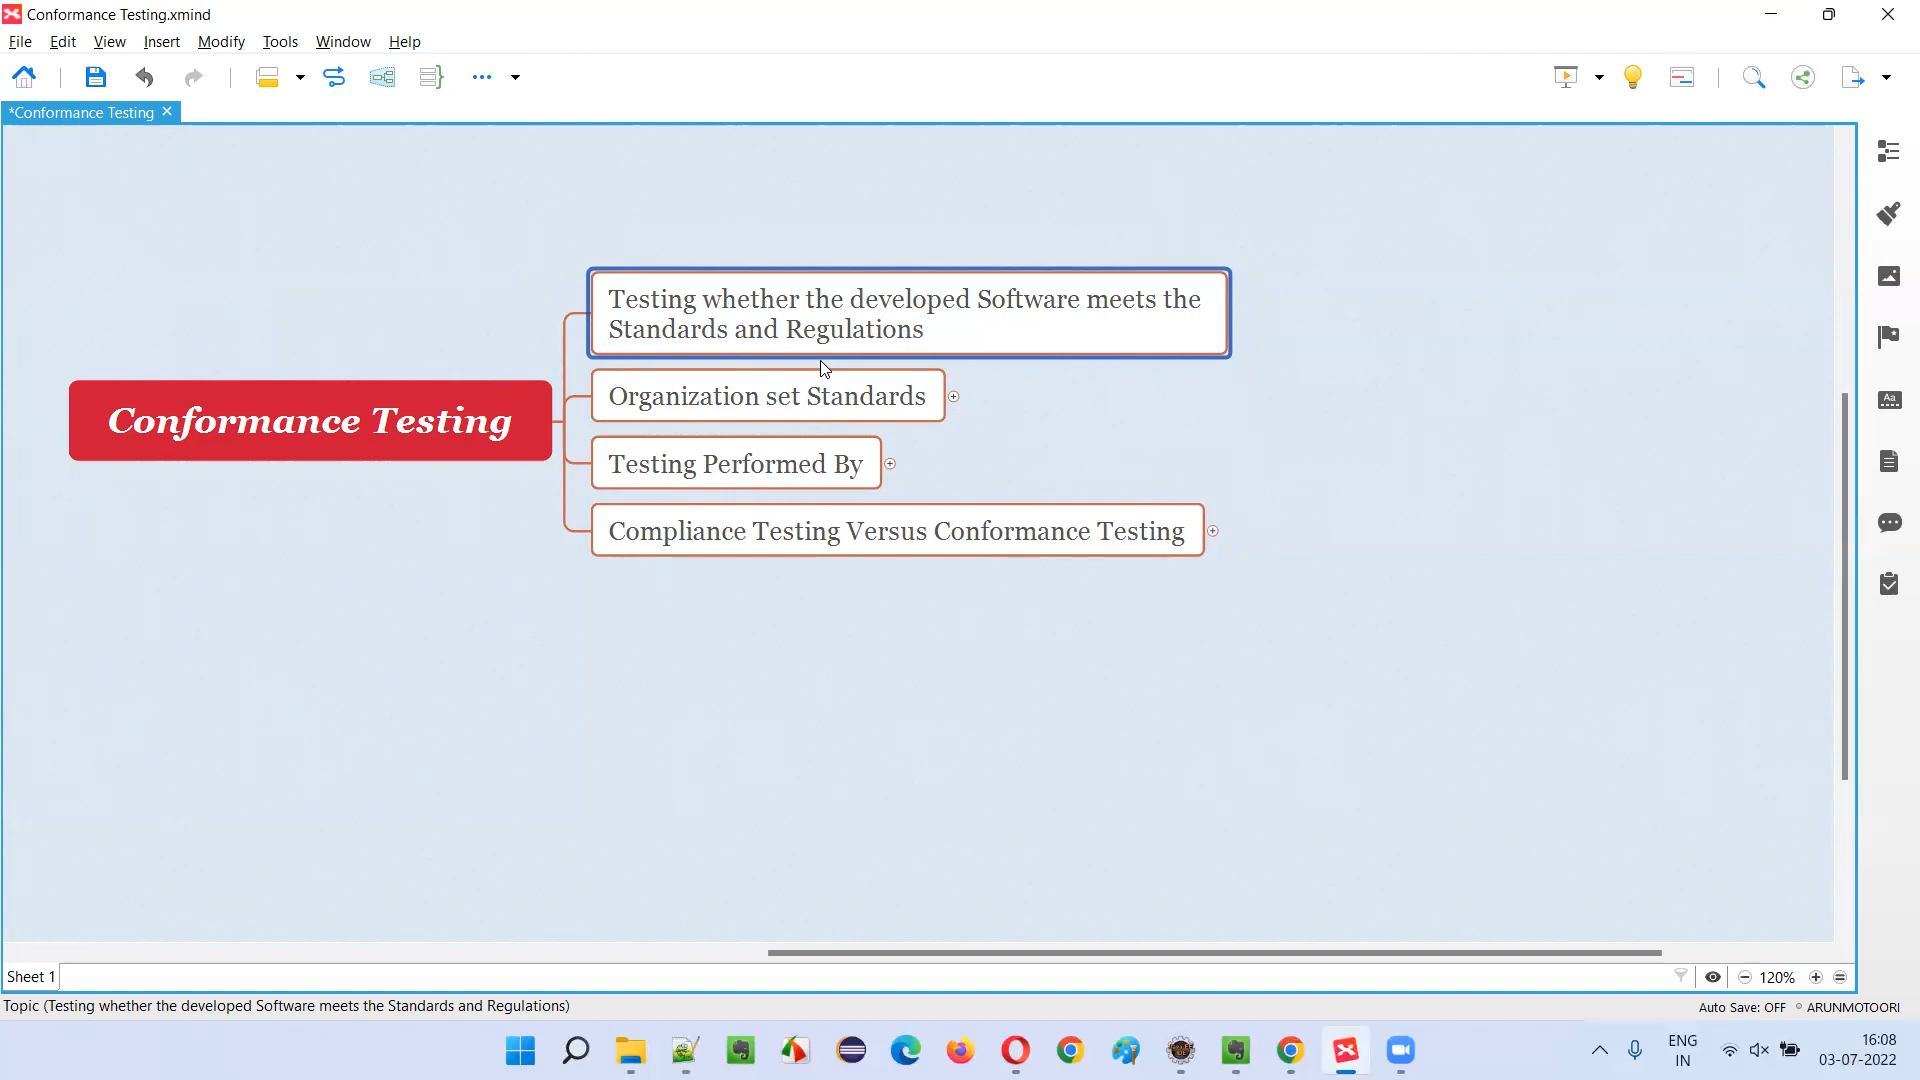 Conformance Testing.xmind
File Edit View Insert Modify Tools Window Help
*Conformance Testing
Testing whether the developed Software meets the
Standards and Regulations
Organization set Standards
Conformance Testing
Testing Performed By
Compliance Testing Versus Conformance Testing
Aa
Sheet 1
120%
Topic (Testing whether the developed Software meets the Standards and Regulations)
Auto Save: OFF
ARUNMOTOORI
ENG
IN
16:08
03-07-2022